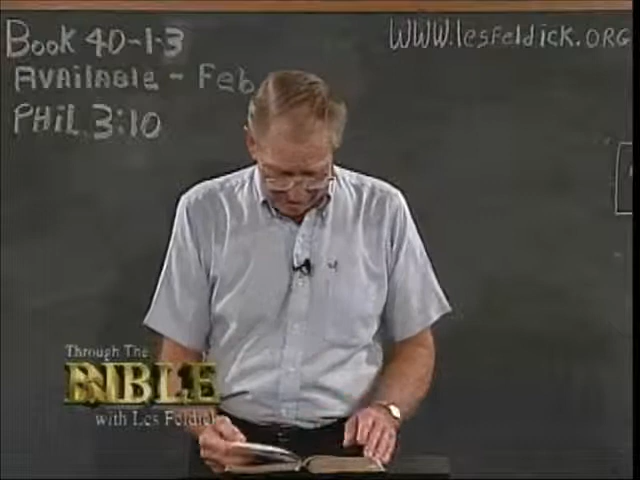 Book 40-1-3
Available - Feb
Phil 3:10
WWW.lesfeldick.org
Through The
BIBLE
with Les Feldick